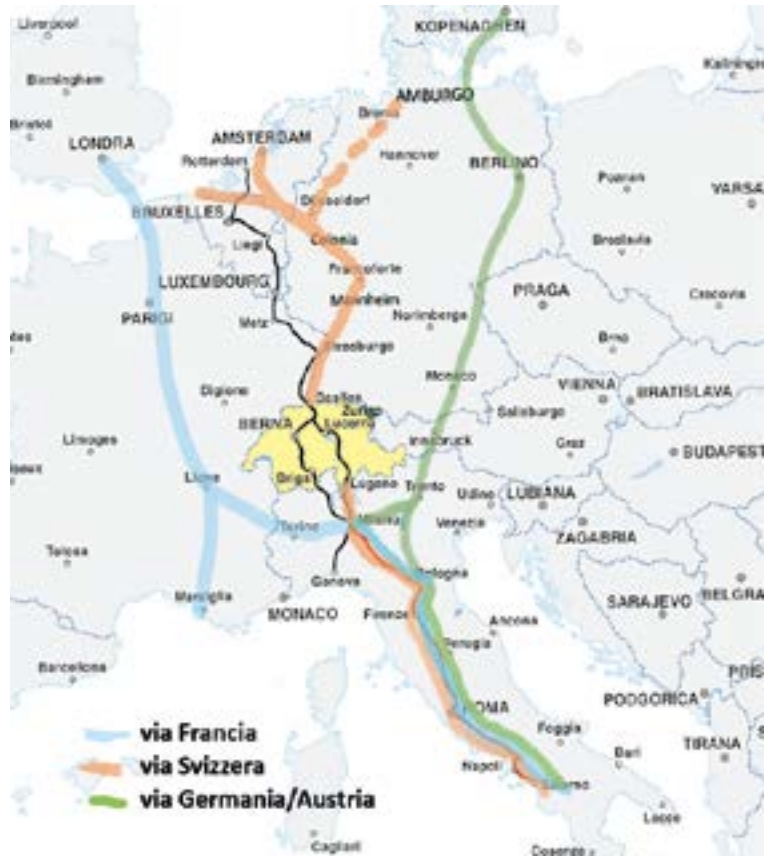 KOPENAGHEN
Liverpool
Birmingham
Bristol
LONDRA
AMBURGO
AMSTERDAM
Hannover
BERLINO
Rotterdam
Poznan
VARSA
BRUXELLES
Düsseldorf
Liegi
Colonia
Breslavia
LUXEMBOURG
Francoforte
PRAGA
Cracovia
PARIGI
Mannheim
Norimberga
Metz
Strasburgo
Brno
Digione
Monaco
VIENNA
BRATISLAVA
Basilea
Zurigo
Salisburgo
BERNA
Lucerna
Innsbruck
Graz
BUDAPEST
Limoges
Briga
Lugano
Trento
Udine
LUBIANA
Lione
Milano
Venezia
ZAGABRIA
Torino
Tolosa
Genova
Bologna
Marsiglia
MONACO
Firenze
SARAJEVO
BELGRA
Ancona
Perugia
Barcellona
ROMA
PODGORICA
Foggia
via Francia
Bari
TIRANA
via Svizzera
Napoli
Salerno
via Germania/Austria
Lecce
Cagliari
Cosenza